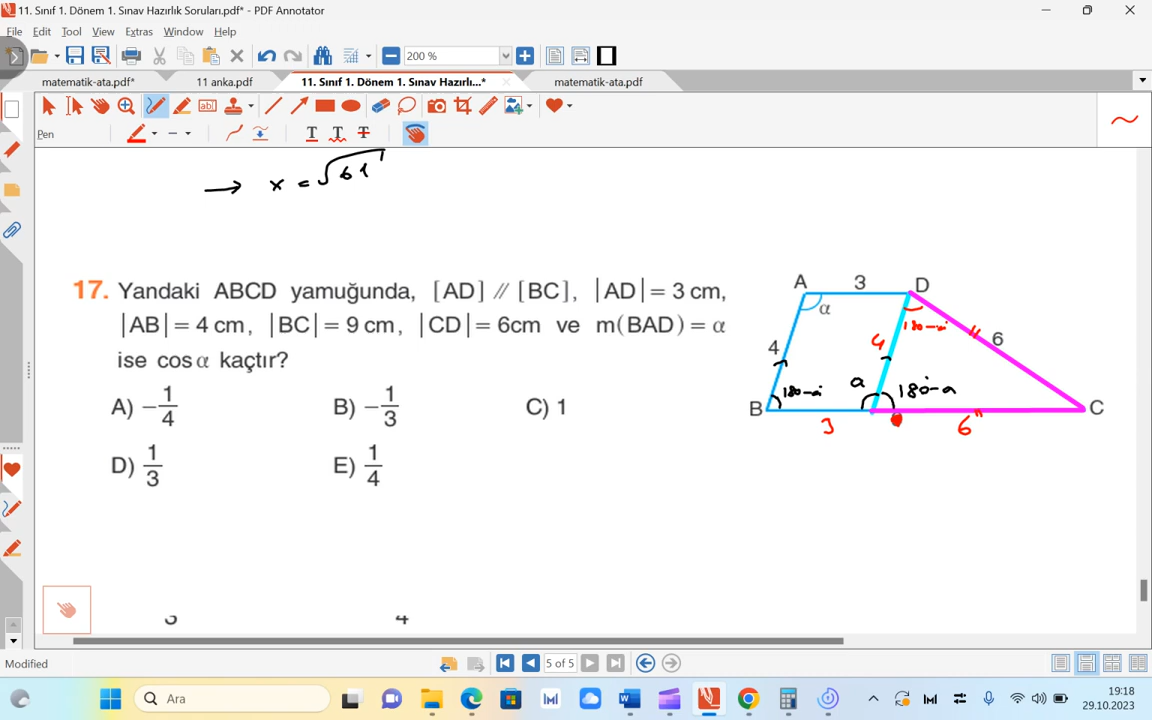 11. Sınıf 1. Dönem 1. Sınav Hazırlık Soruları.pdf* - PDF Annotator
File Edit Tool View Extras Window Help
200 %
matematik-ata.pdf* 11 anka.pdf 11. Sınıf 1. Dönem 1. Sınav Hazırlı...* matematik-ata.pdf
Pen
→ x = √61
17. Yandaki ABCD yamuğunda, [AD] // [BC], |AD| = 3 cm,
|AB| = 4 cm, |BC| = 9 cm, |CD| = 6cm ve m(BAD) = α
ise cos α kaçtır?
A) -1/4 B) -1/3 C) 1
D) 1/3 E) 1/4
A 3 D
α 180-α
4 4 6
180-α α 180-α
B C
3 6
3 4
5 of 5
Modified
Ara
19:18
29.10.2023